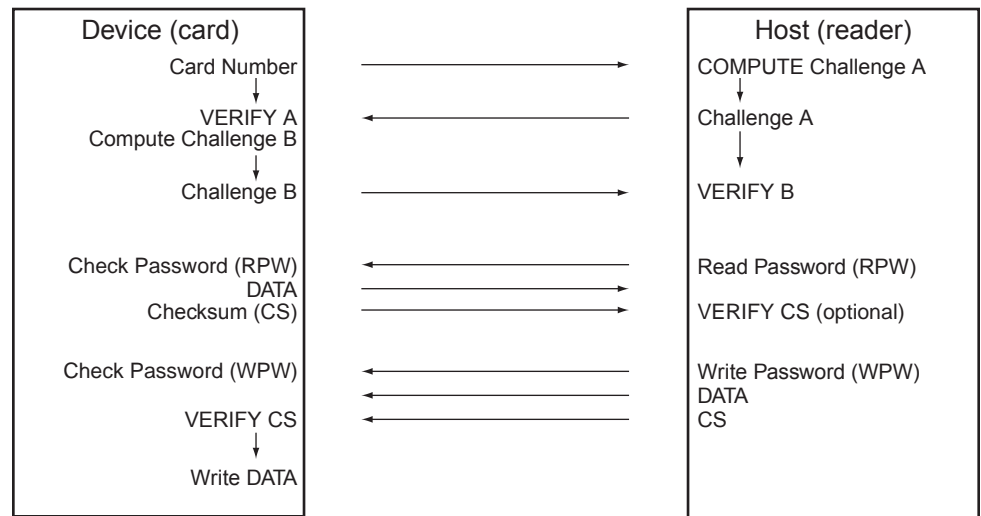 Device (card)
Host (reader)
Card Number
COMPUTE Challenge A
VERIFY A
Challenge A
Compute Challenge B
Challenge B
VERIFY B
Check Password (RPW)
Read Password (RPW)
DATA
Checksum (CS)
VERIFY CS (optional)
Check Password (WPW)
Write Password (WPW)
DATA
VERIFY CS
CS
Write DATA